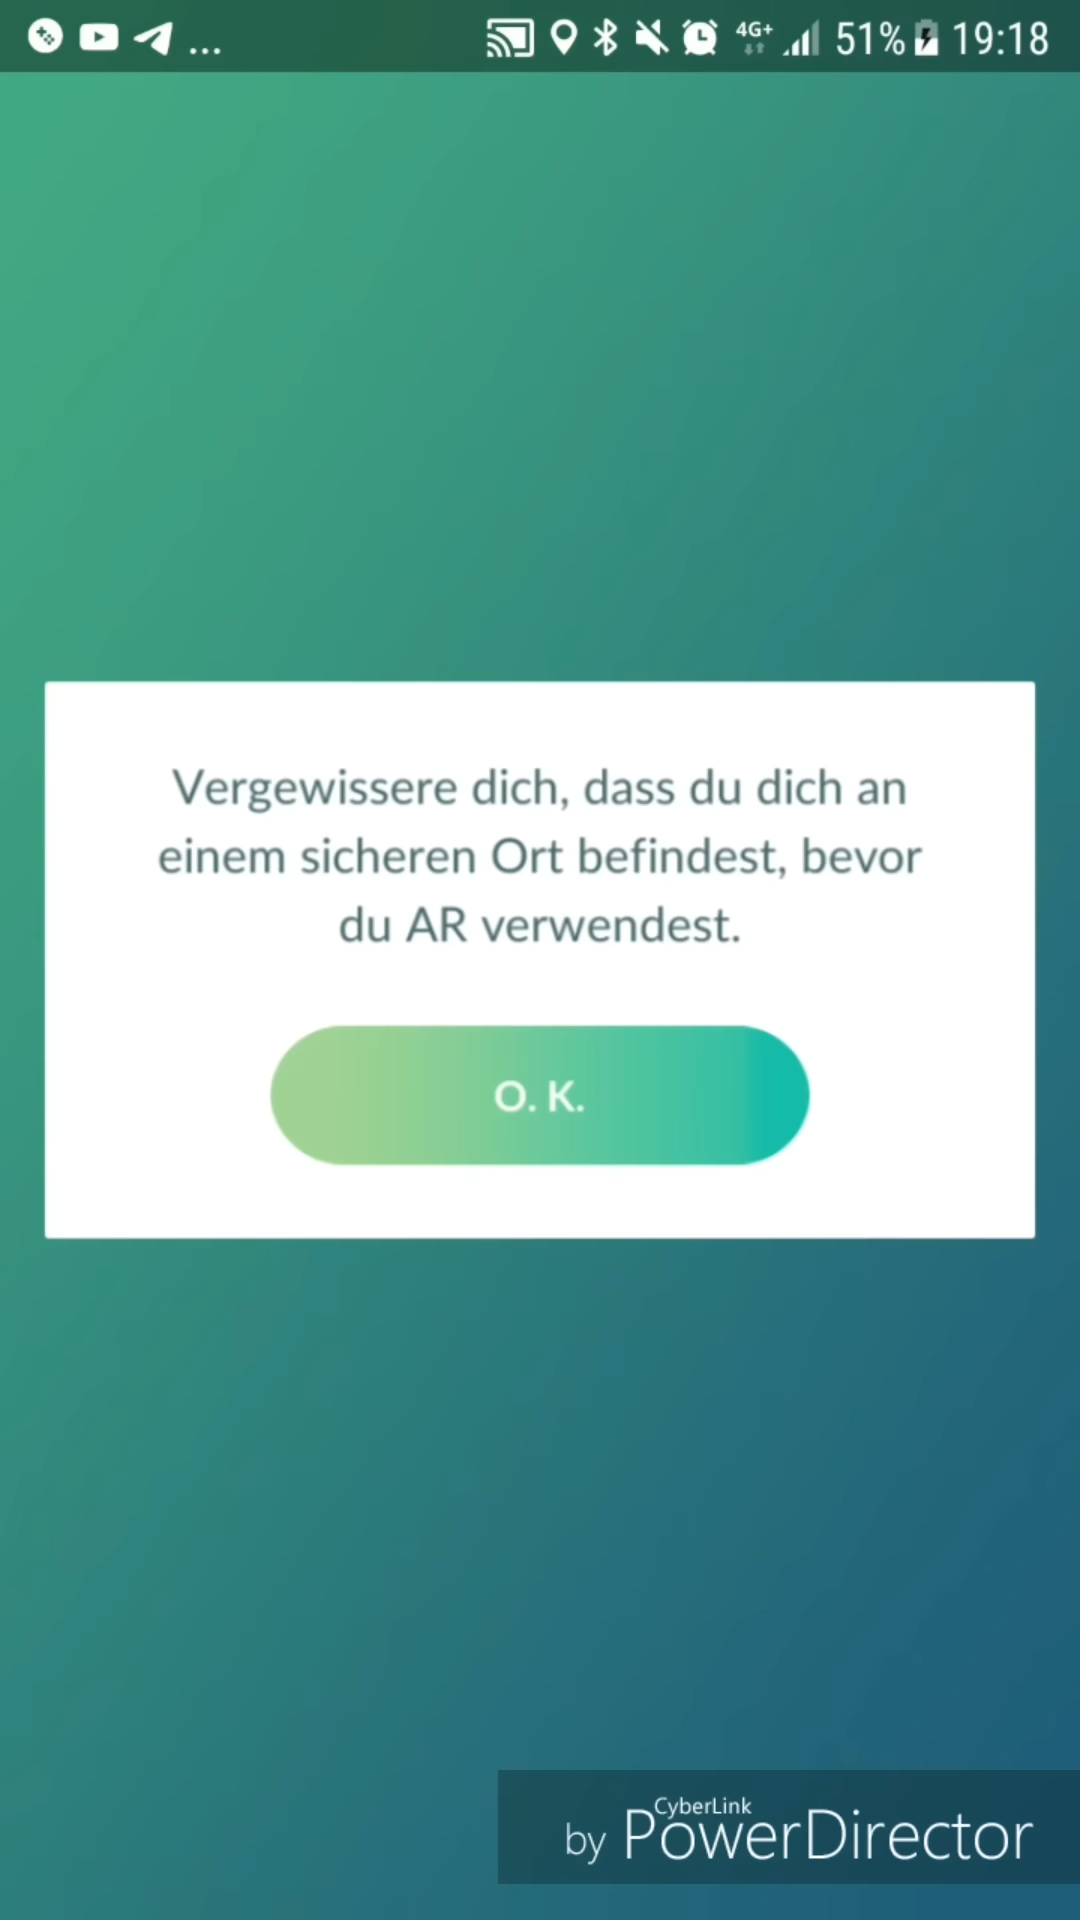 ... 4G+ 51% 19:18
Vergewissere dich, dass du dich an
einem sicheren Ort befindest, bevor
du AR verwendest.
O. K.
CyberLink
by PowerDirector